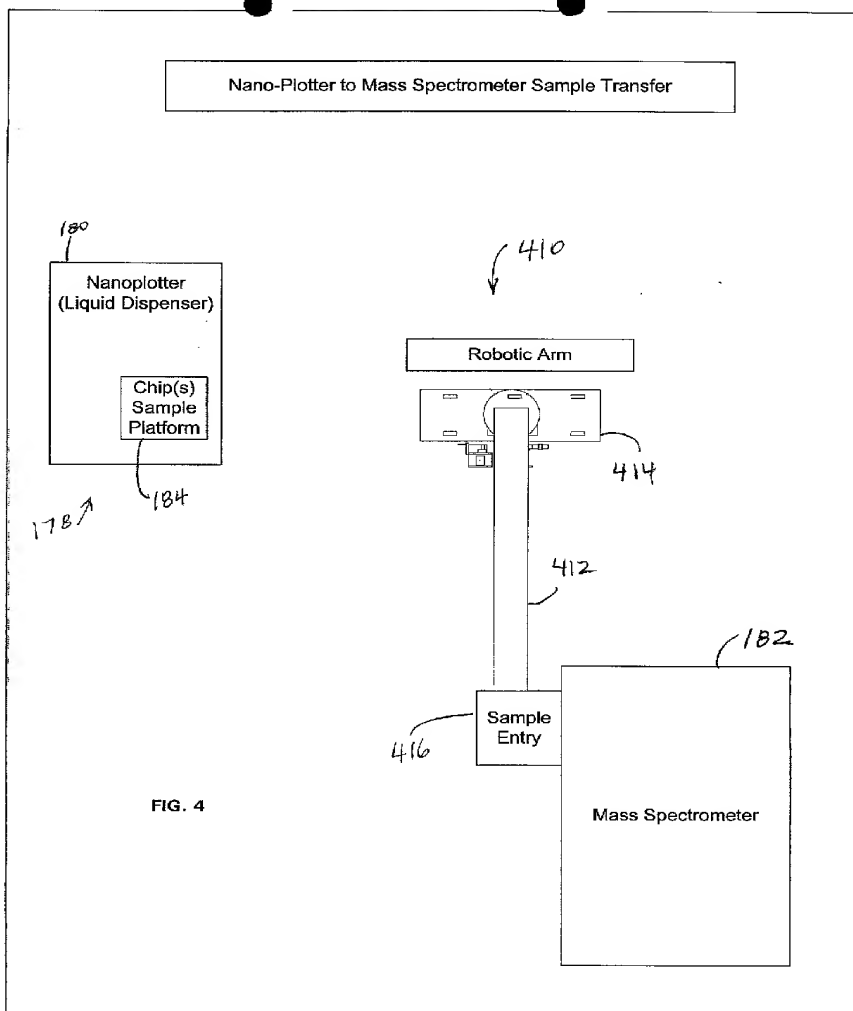 Nano-Plotter to Mass Spectrometer Sample Transfer
180
Nanoplotter
(Liquid Dispenser)
Chip(s)
Sample
Platform
184
178
410
Robotic Arm
414
412
182
Sample
Entry
416
Mass Spectrometer
FIG. 4